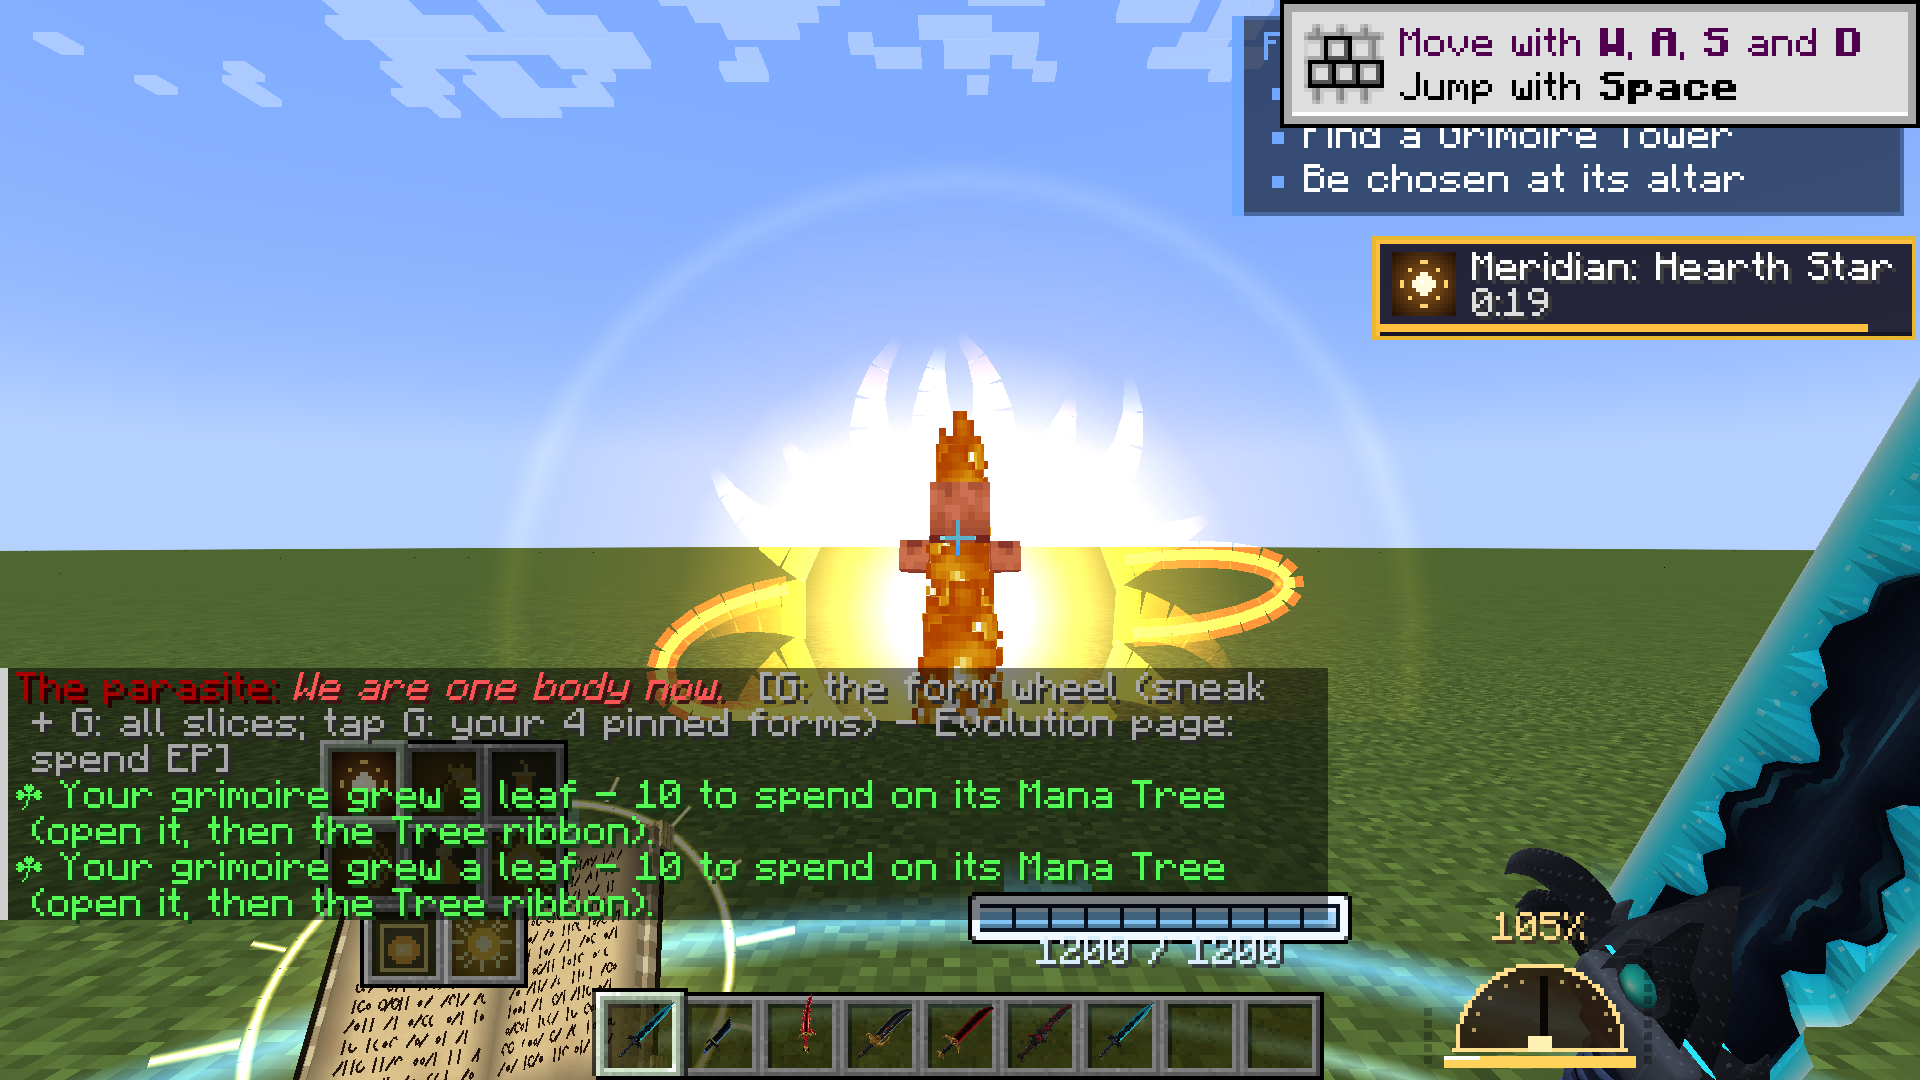 Move with W, A, S and D
Jump with Space
Find a Grimoire Tower
Be chosen at its altar
Meridian: Hearth Star
0:19
The parasite: We are one body now. [G: the form wheel (sneak
+ G: all slices; tap G: your 4 pinned forms) - Evolution page:
spend EP]
☘ Your grimoire grew a leaf - 10 to spend on its Mana Tree
(open it, then the Tree ribbon).
☘ Your grimoire grew a leaf - 10 to spend on its Mana Tree
(open it, then the Tree ribbon).
1200 / 1200
105%